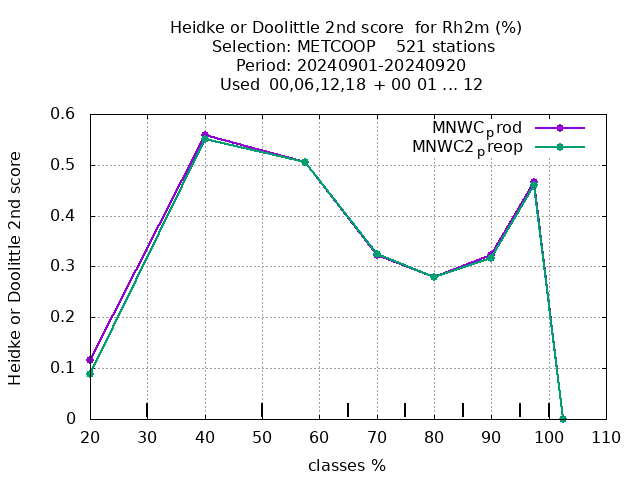 Heidke or Doolittle 2nd score  for Rh2m (%)
Selection: METCOOP    521 stations
Period: 20240901-20240920
Used  00,06,12,18  + 00 01 ... 12
MNWCprod
MNWC2preop
Heidke or Doolittle 2nd score
0.6
0.5
0.4
0.3
0.2
0.1
0
20 30 40 50 60 70 80 90 100 110
classes %